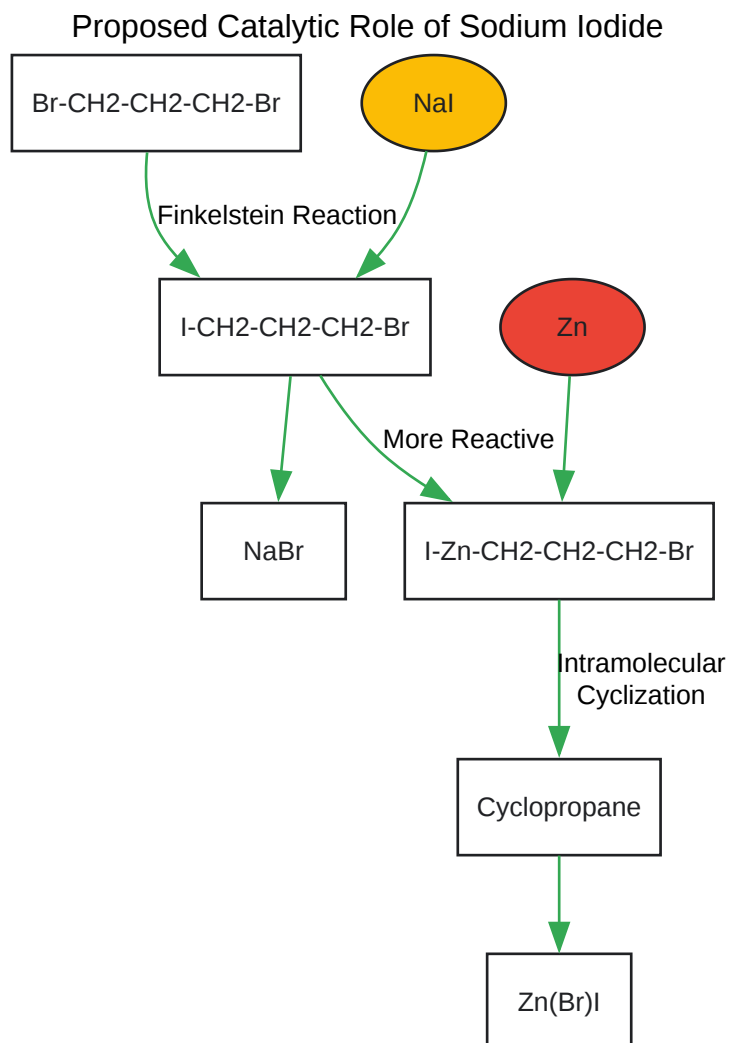 Proposed Catalytic Role of Sodium Iodide
Br-CH2-CH2-CH2-Br
NaI
Finkelstein Reaction
I-CH2-CH2-CH2-Br
Zn
More Reactive
NaBr
I-Zn-CH2-CH2-CH2-Br
Intramolecular
Cyclization
Cyclopropane
Zn(Br)I